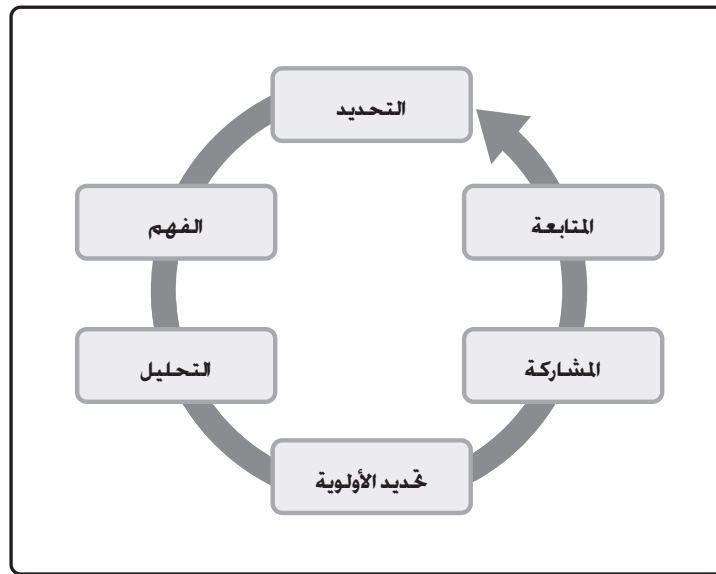 التحديد
الفهم
التحليل
تحديد الأولوية
المشاركة
المتابعة